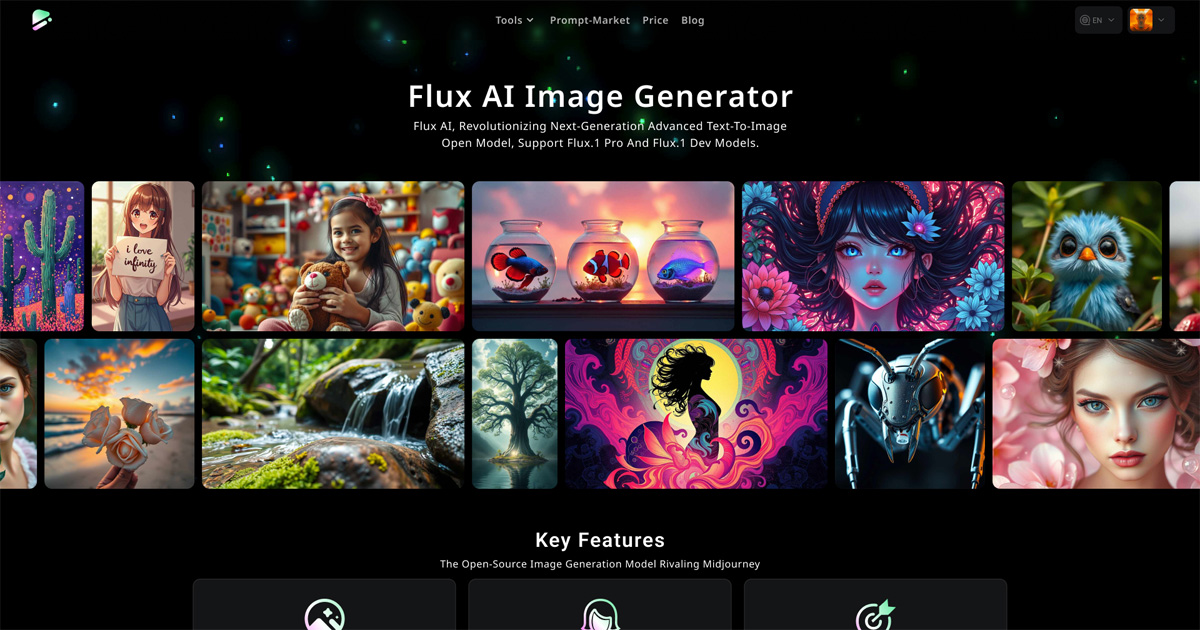 Tools
Prompt-Market
Price
Blog
EN
Flux AI Image Generator
Flux AI, Revolutionizing Next-Generation Advanced Text-To-Image
Open Model, Support Flux.1 Pro And Flux.1 Dev Models.
i love
infinity
Key Features
The Open-Source Image Generation Model Rivaling Midjourney